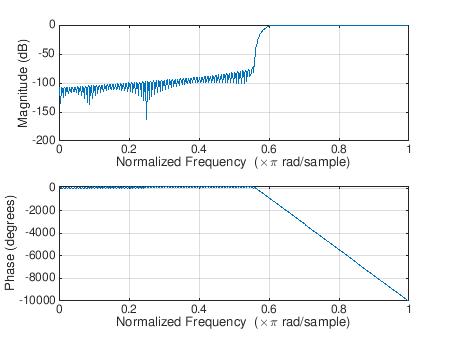 Magnitude (dB)
0
-50
-100
-150
-200
0 0.2 0.4 0.6 0.8 1
Normalized Frequency (×π rad/sample)
Phase (degrees)
0
-2000
-4000
-6000
-8000
-10000
0 0.2 0.4 0.6 0.8 1
Normalized Frequency (×π rad/sample)